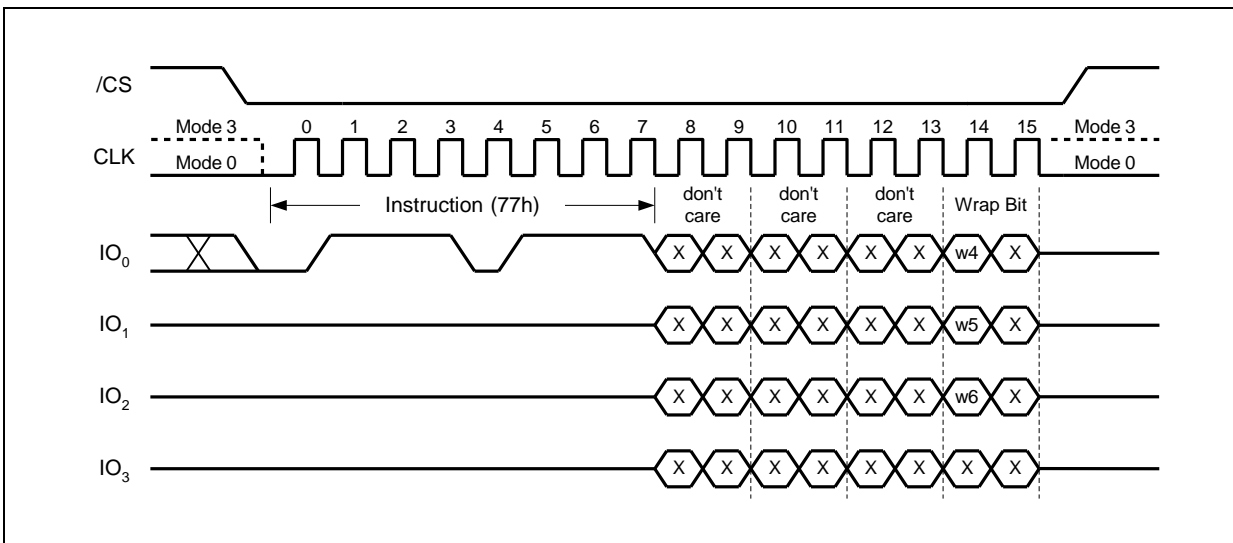 /CS
Mode 3 0 1 2 3 4 5 6 7 8 9 10 11 12 13 14 15 Mode 3
CLK Mode 0 Mode 0
Instruction (77h) don't care don't care don't care Wrap Bit
IO0 X X X X X X w4 X
IO1 X X X X X X w5 X
IO2 X X X X X X w6 X
IO3 X X X X X X X X